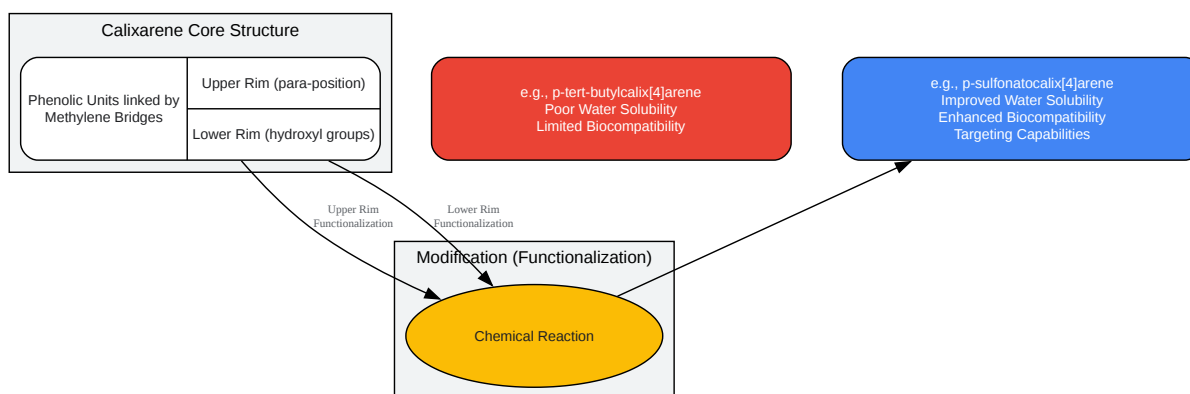 Calixarene Core Structure
Phenolic Units linked by
Methylene Bridges
Upper Rim (para-position)
Lower Rim (hydroxyl groups)
e.g., p-tert-butylcalix[4]arene
Poor Water Solubility
Limited Biocompatibility
e.g., p-sulfonatocalix[4]arene
Improved Water Solubility
Enhanced Biocompatibility
Targeting Capabilities
Upper Rim
Functionalization
Lower Rim
Functionalization
Modification (Functionalization)
Chemical Reaction